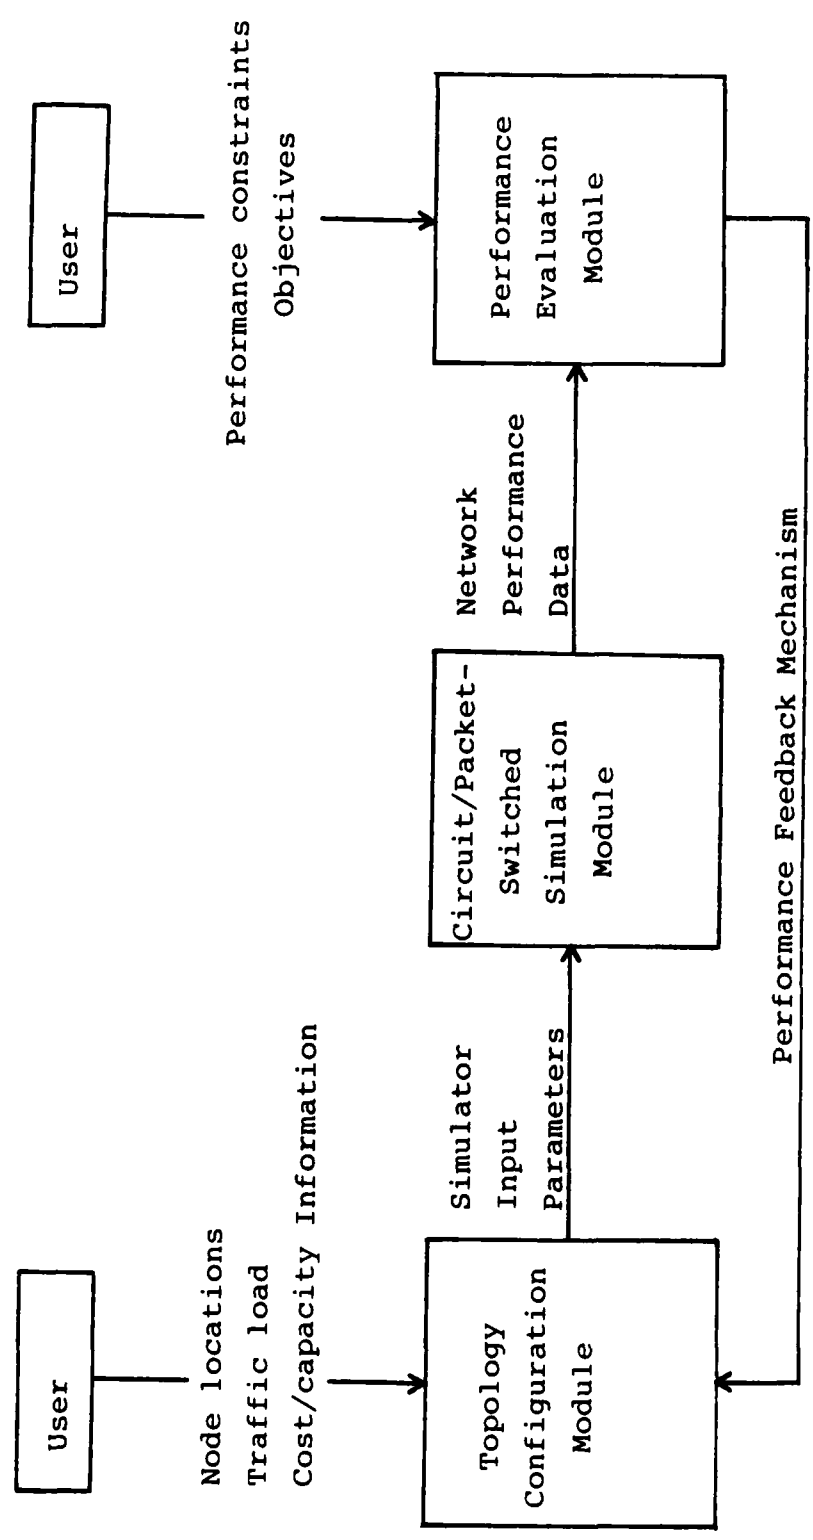 User
User
Node locations
Traffic load
Cost/capacity Information
Performance constraints
Objectives
Topology
Configuration
Module
Simulator
Input
Parameters
Circuit/Packet-
Switched
Simulation
Module
Network
Performance
Data
Performance
Evaluation
Module
Performance Feedback Mechanism